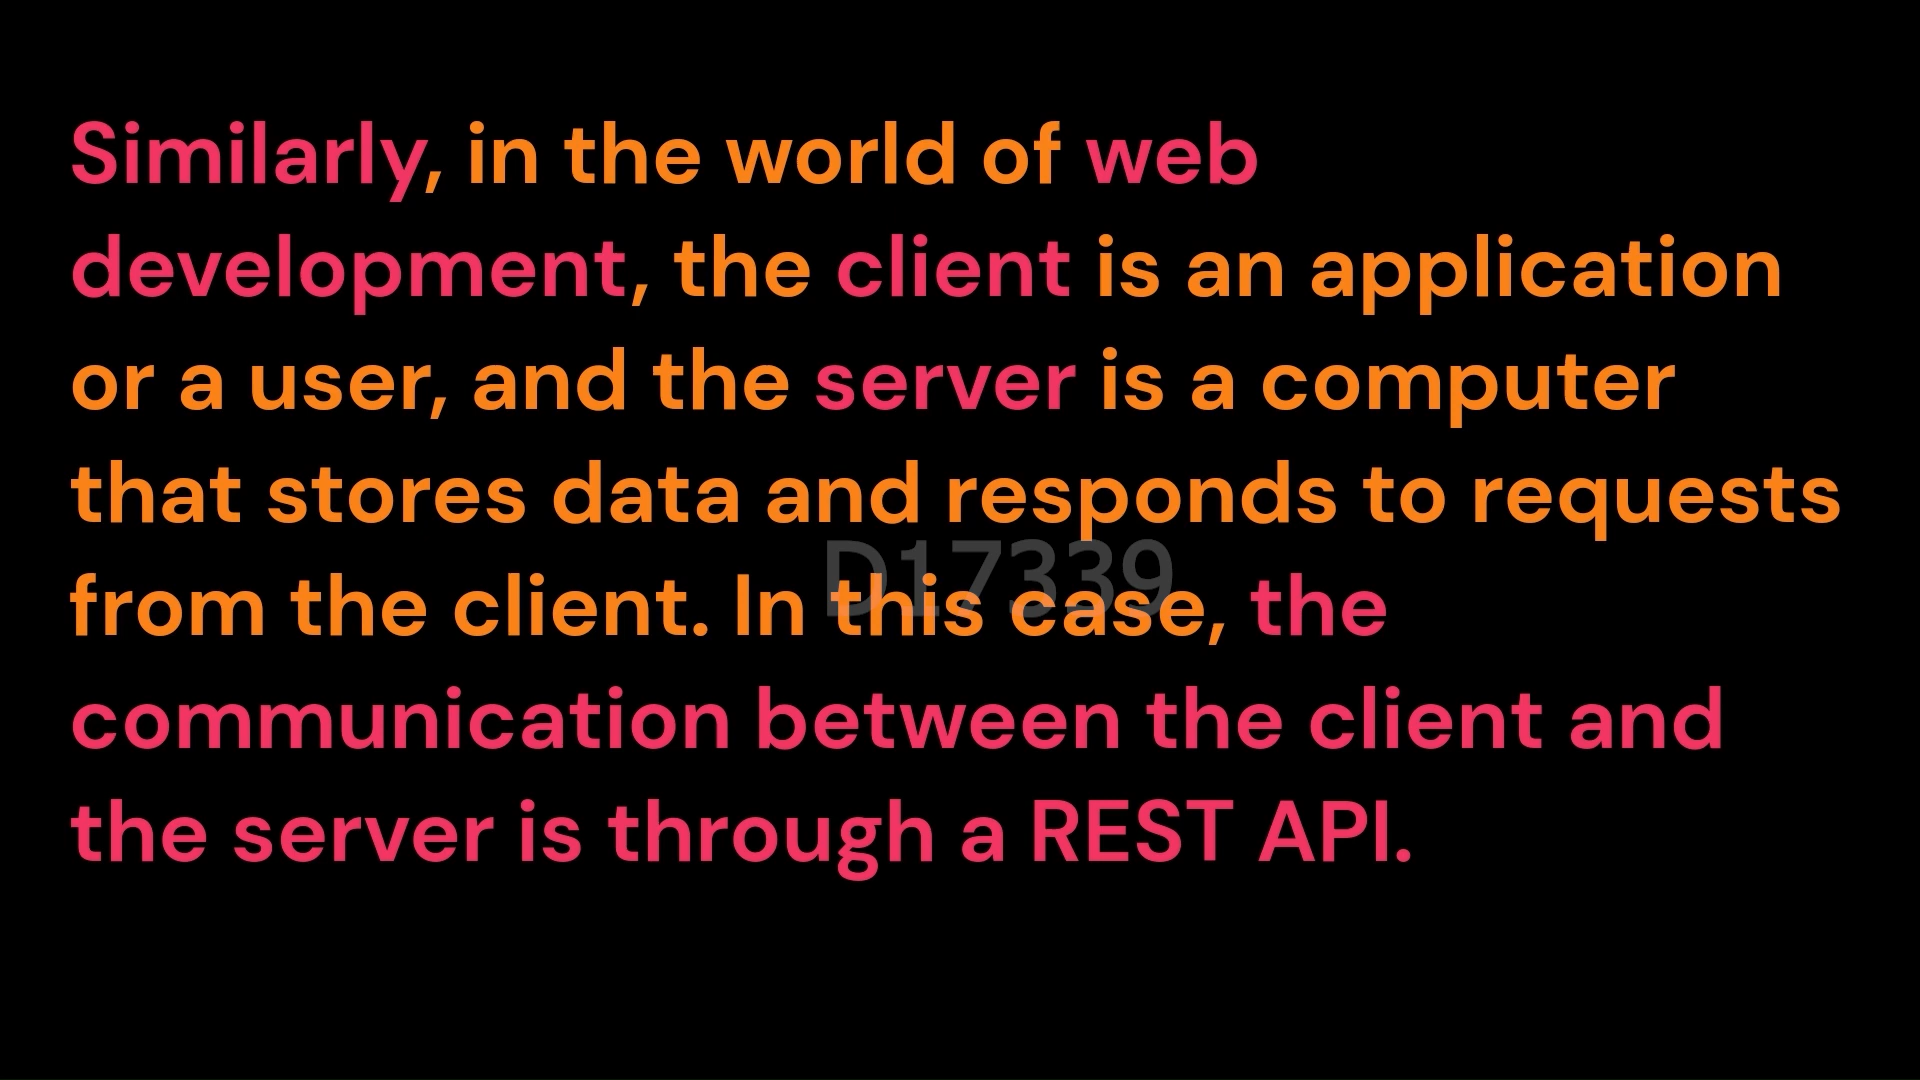 Similarly, in the world of web
development, the client is an application
or a user, and the server is a computer
that stores data and responds to requests
from the client. In this case, the
communication between the client and
the server is through a REST API.
D17339